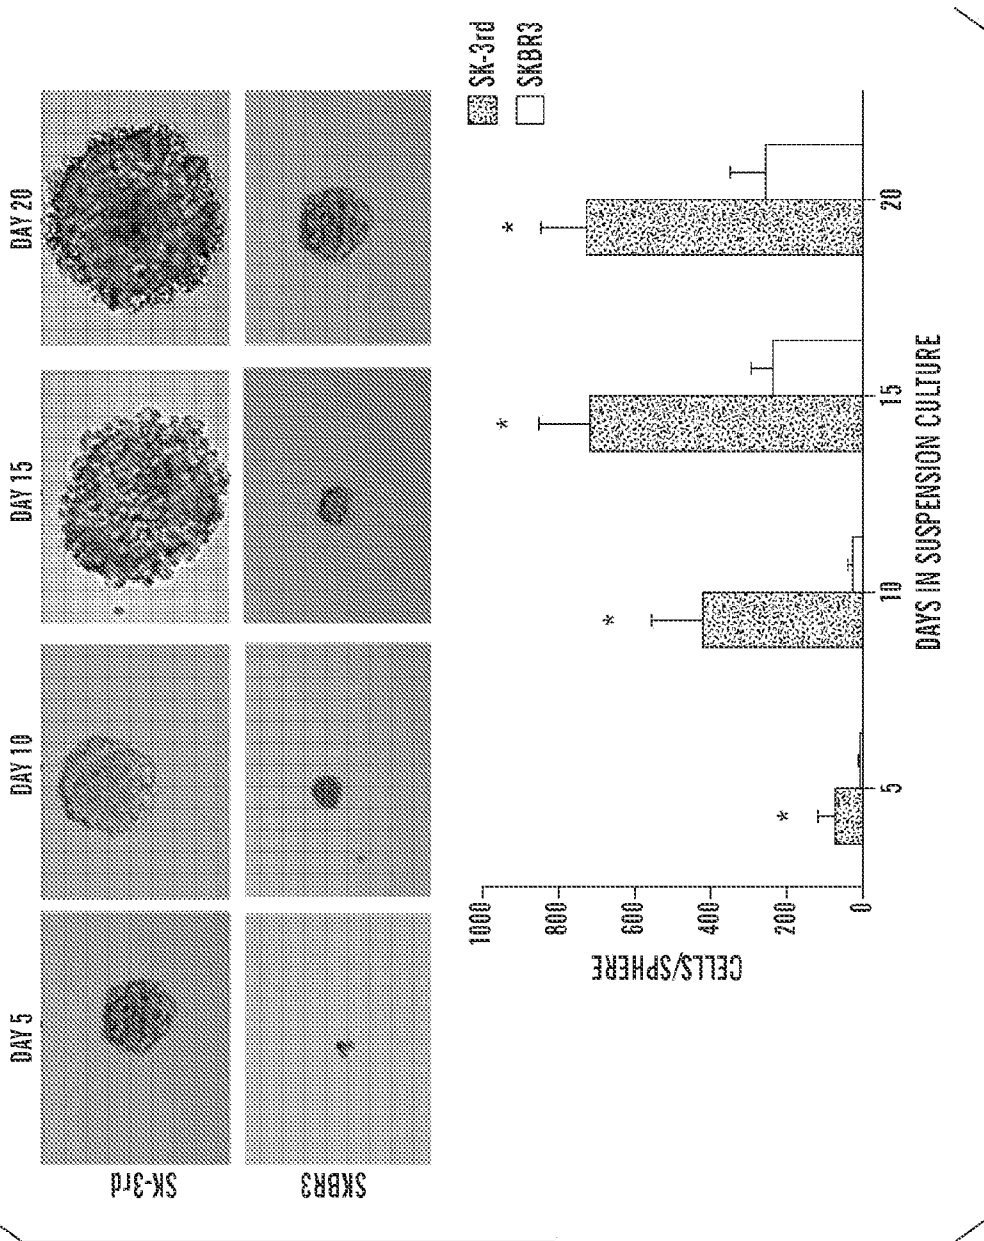 DAY 5 DAY 10 DAY 15 DAY 20
SK-3rd
SKBR3
SK-3rd
SKBR3
CELLS/SPHERE
1000
800
600
400
200
0
*
*
*
*
5 10 15 20
DAYS IN SUSPENSION CULTURE